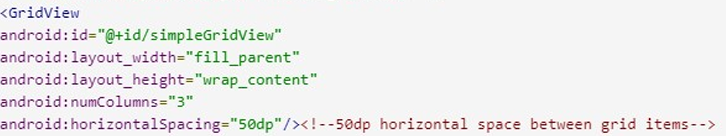 <GridView
android:id="@+id/simpleGridView"
android:layout_width="fill_parent"
android:layout_height="wrap_content"
android:numColumns="3"
android:horizontalSpacing="50dp"/><!--50dp horizontal space between grid items-->